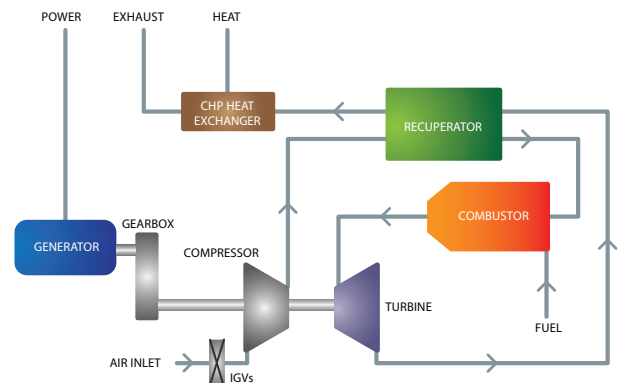 POWER
EXHAUST
HEAT
CHP HEAT
EXCHANGER
RECUPERATOR
COMBUSTOR
GEARBOX
GENERATOR
COMPRESSOR
TURBINE
FUEL
AIR INLET
IGVs